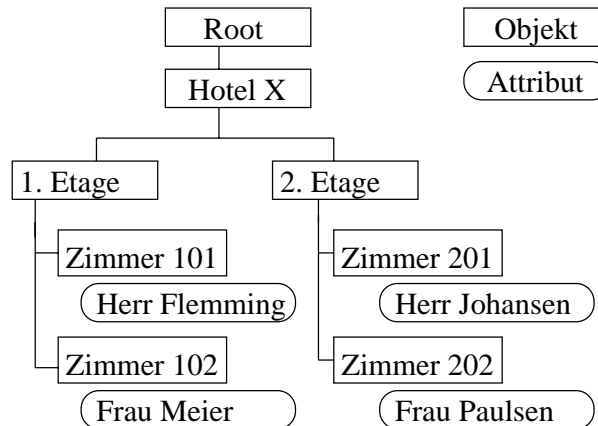 Root
Objekt
Hotel X
Attribut
1. Etage
2. Etage
Zimmer 101
Zimmer 201
Herr Flemming
Herr Johansen
Zimmer 102
Zimmer 202
Frau Meier
Frau Paulsen